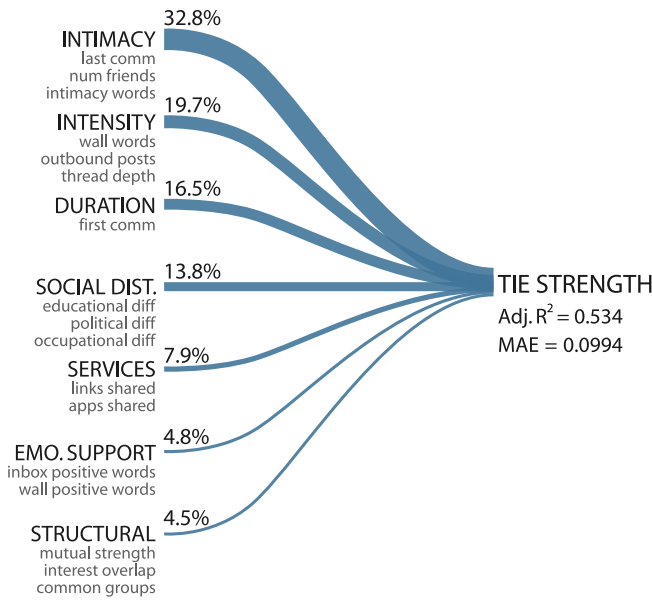 32.8%
INTIMACY
last comm
num friends
intimacy words
19.7%
INTENSITY
wall words
outbound posts
thread depth
16.5%
DURATION
first comm
13.8%
SOCIAL DIST.
educational diff
political diff
occupational diff
7.9%
SERVICES
links shared
apps shared
4.8%
EMO. SUPPORT
inbox positive words
wall positive words
4.5%
STRUCTURAL
mutual strength
interest overlap
common groups
TIE STRENGTH
Adj. R² = 0.534
MAE = 0.0994